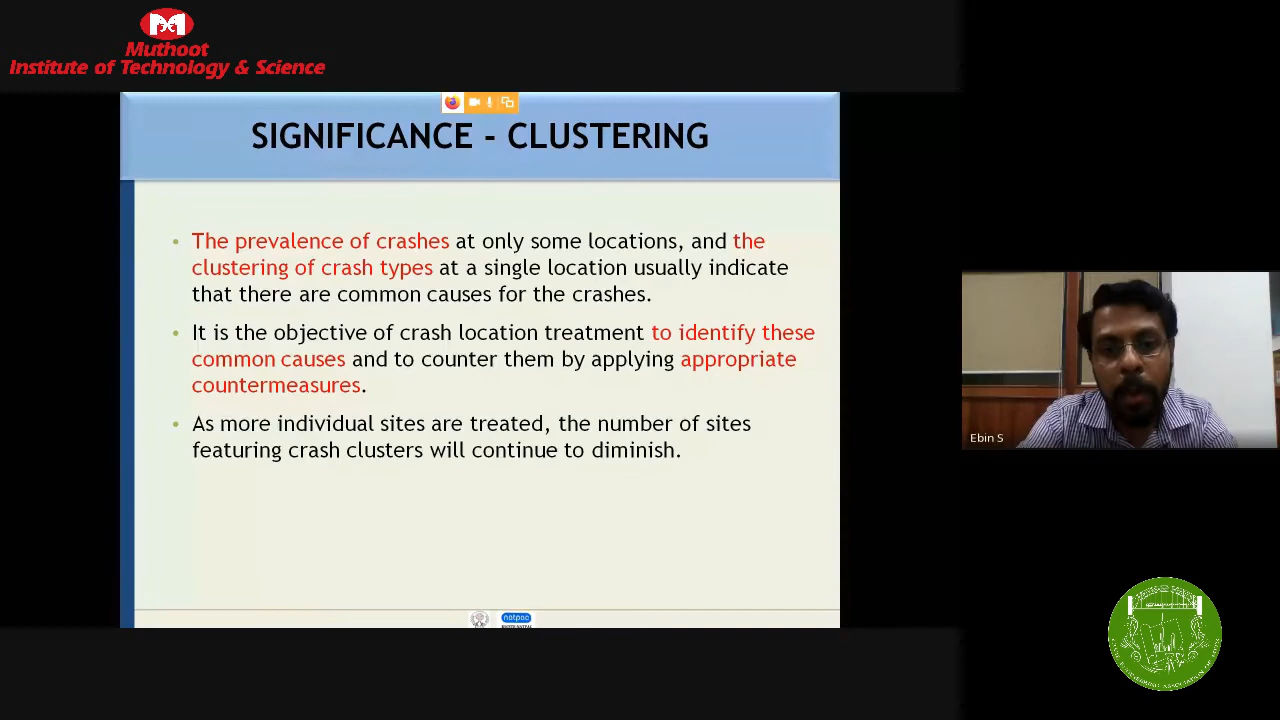 Muthoot
Institute of Technology & Science
SIGNIFICANCE - CLUSTERING
• The prevalence of crashes at only some locations, and the
clustering of crash types at a single location usually indicate
that there are common causes for the crashes.
• It is the objective of crash location treatment to identify these
common causes and to counter them by applying appropriate
countermeasures.
• As more individual sites are treated, the number of sites
featuring crash clusters will continue to diminish.
natpac
Ebin S